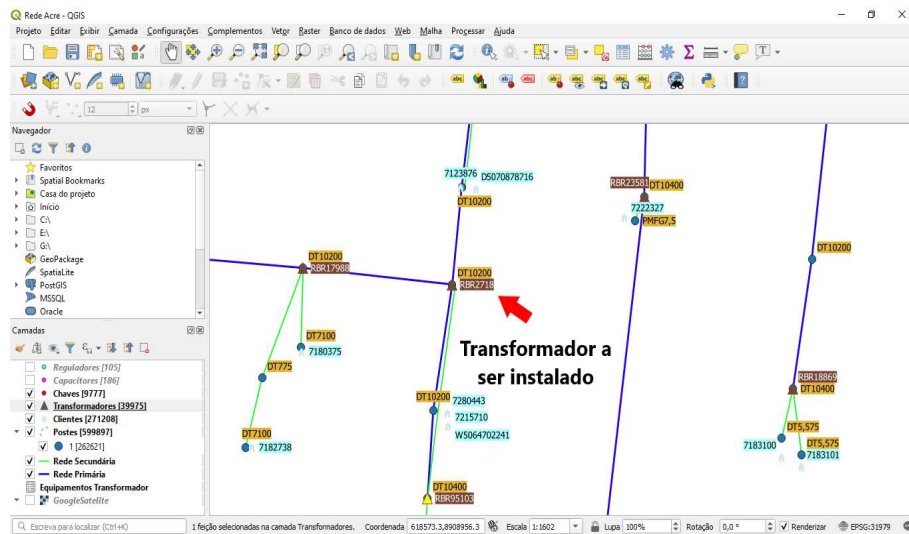 Rede Acre - QGIS
Projeto Editar Exibir Camada Configurações Complementos Vetor Raster Banco de dados Web Malha Processar Ajuda
12 px
Navegador
Favoritos
Spatial Bookmarks
Casa do projeto
Início
C:\
E:\
G:\
GeoPackage
SpatiaLite
PostGIS
MSSQL
Oracle
Camadas
Reguladores [105]
Capacitores [186]
Chaves [9777]
Transformadores [39975]
Clientes [271208]
Postes [599897]
1 [262621]
Rede Secundária
Rede Primária
Equipamentos Transformador
GoogleSatelite
7123876 D5070878716
DT10200
RBR23581 DT10400
7222327
PMFG7,5
DT10200
DT10200
RBR17988
DT10200
RBR2718
Transformador a
ser instalado
DT7100
7180375
DT775
DT7100
7182738
DT10200 7280443
7215710
W5064702241
DT10400
RBR95103
RBR18869
DT10400
DT5,575
7183100
DT5,575
7183101
Escreva para localizar (Ctrl+K) 1 feição selecionadas na camada Transformadores. Coordenada 618573.3,8908956.3 Escala 1:1602 Lupa 100% Rotação 0,0 ° Renderizar EPSG:31979